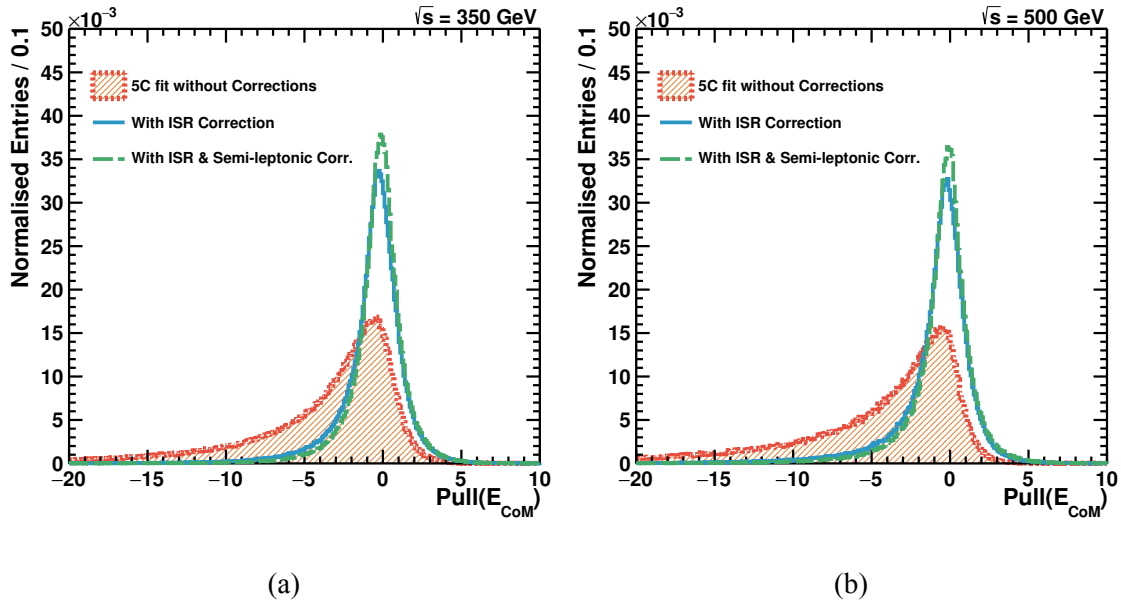 ×10⁻³
√s = 350 GeV
Normalised Entries / 0.1
50
45
40
35
30
25
20
15
10
5
0
5C fit without Corrections
With ISR Correction
With ISR & Semi-leptonic Corr.
−20 −15 −10 −5 0 5 10
Pull(E_CoM)
(a)
×10⁻³
√s = 500 GeV
Normalised Entries / 0.1
50
45
40
35
30
25
20
15
10
5
0
5C fit without Corrections
With ISR Correction
With ISR & Semi-leptonic Corr.
−20 −15 −10 −5 0 5 10
Pull(E_CoM)
(b)